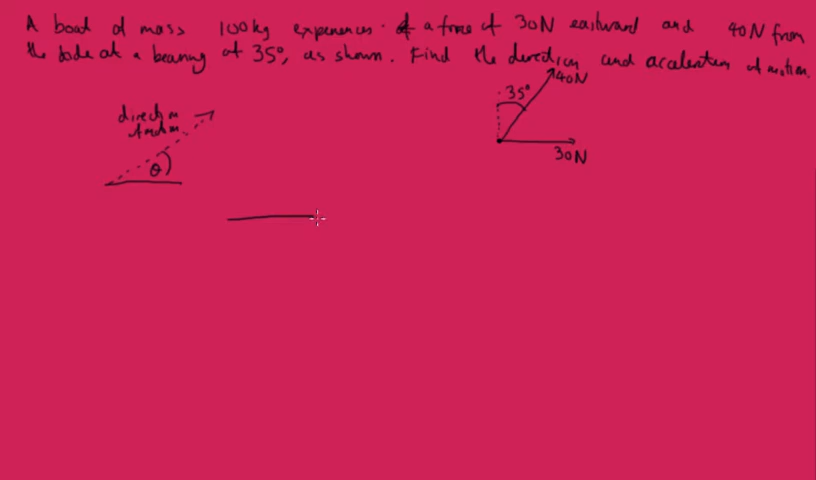 A boat of mass 100kg experiences a force of 30N eastward and 40N from
the side at a bearing of 35°, as shown. Find the direction and acceleration of motion.
35°
40N
30N
direction
of motion
θ